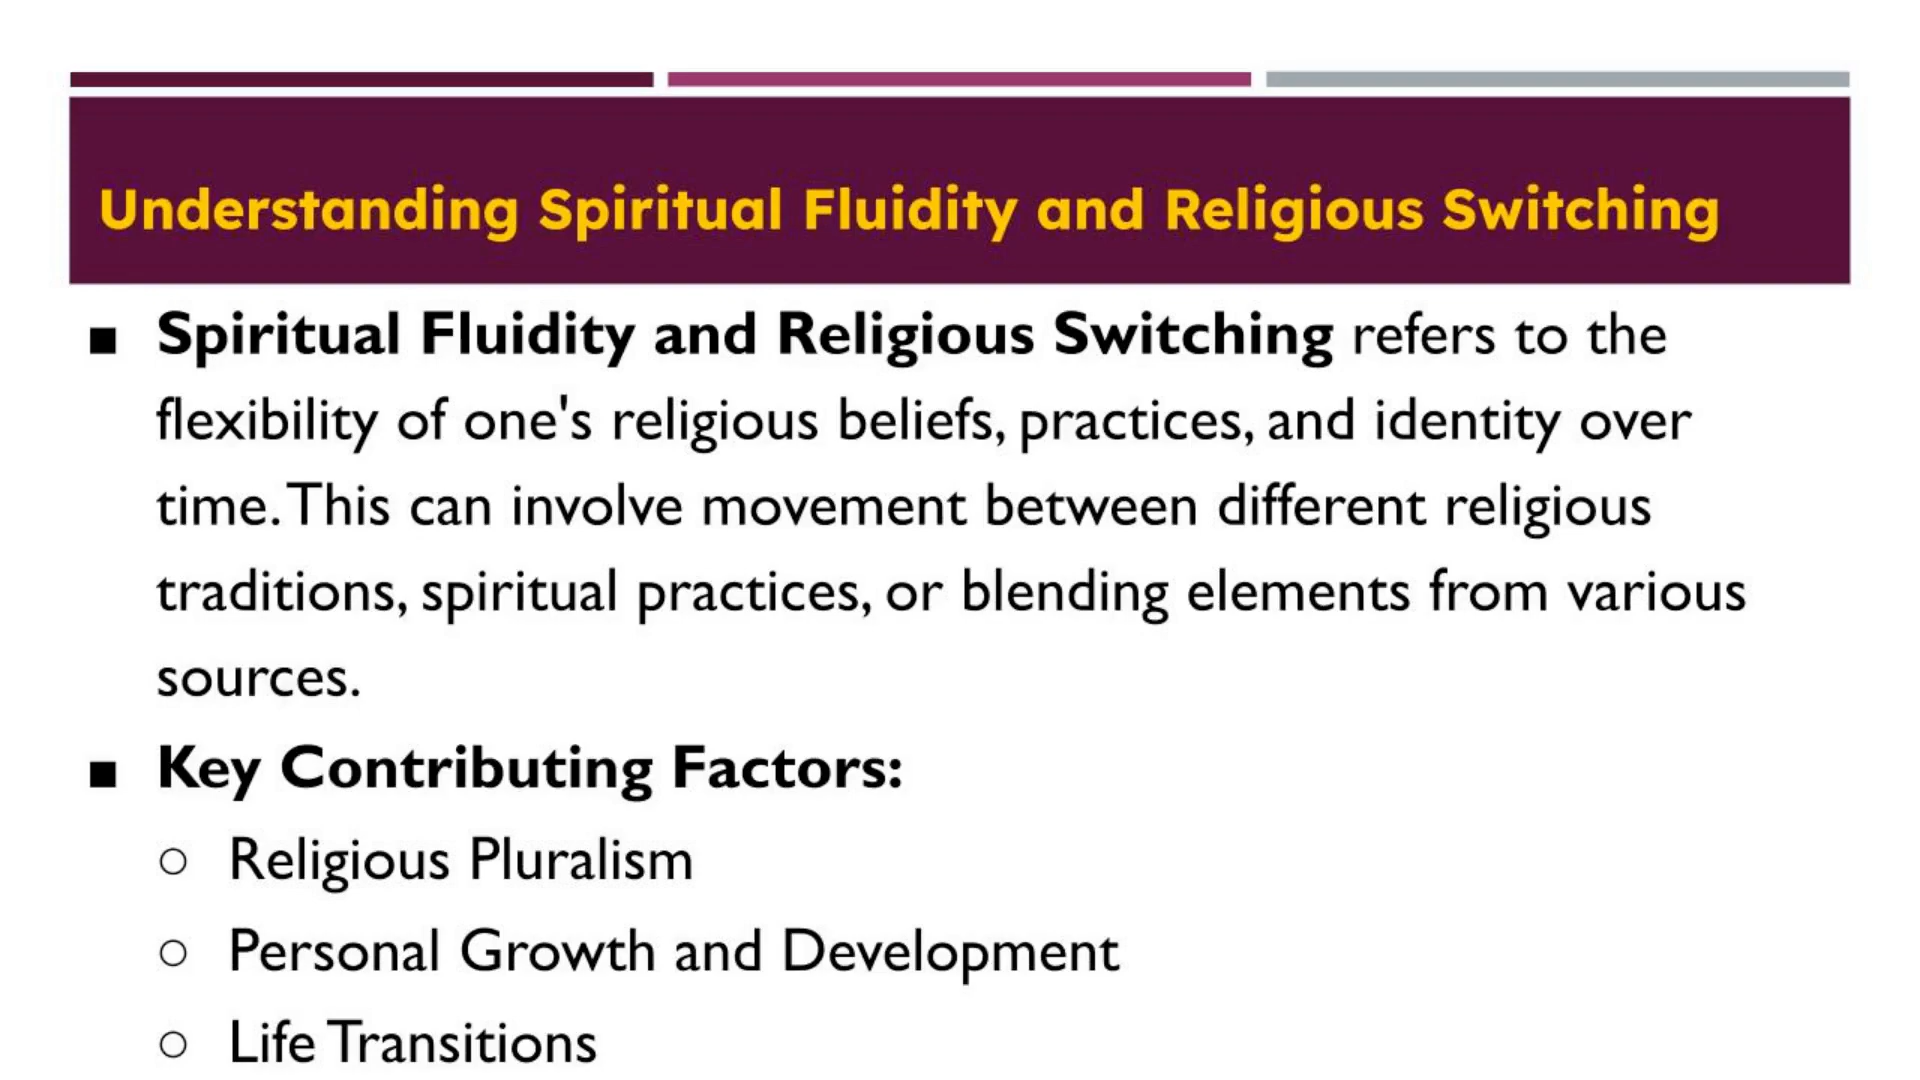 Understanding Spiritual Fluidity and Religious Switching
■ Spiritual Fluidity and Religious Switching refers to the
flexibility of one's religious beliefs, practices, and identity over
time. This can involve movement between different religious
traditions, spiritual practices, or blending elements from various
sources.
■ Key Contributing Factors:
○ Religious Pluralism
○ Personal Growth and Development
○ Life Transitions